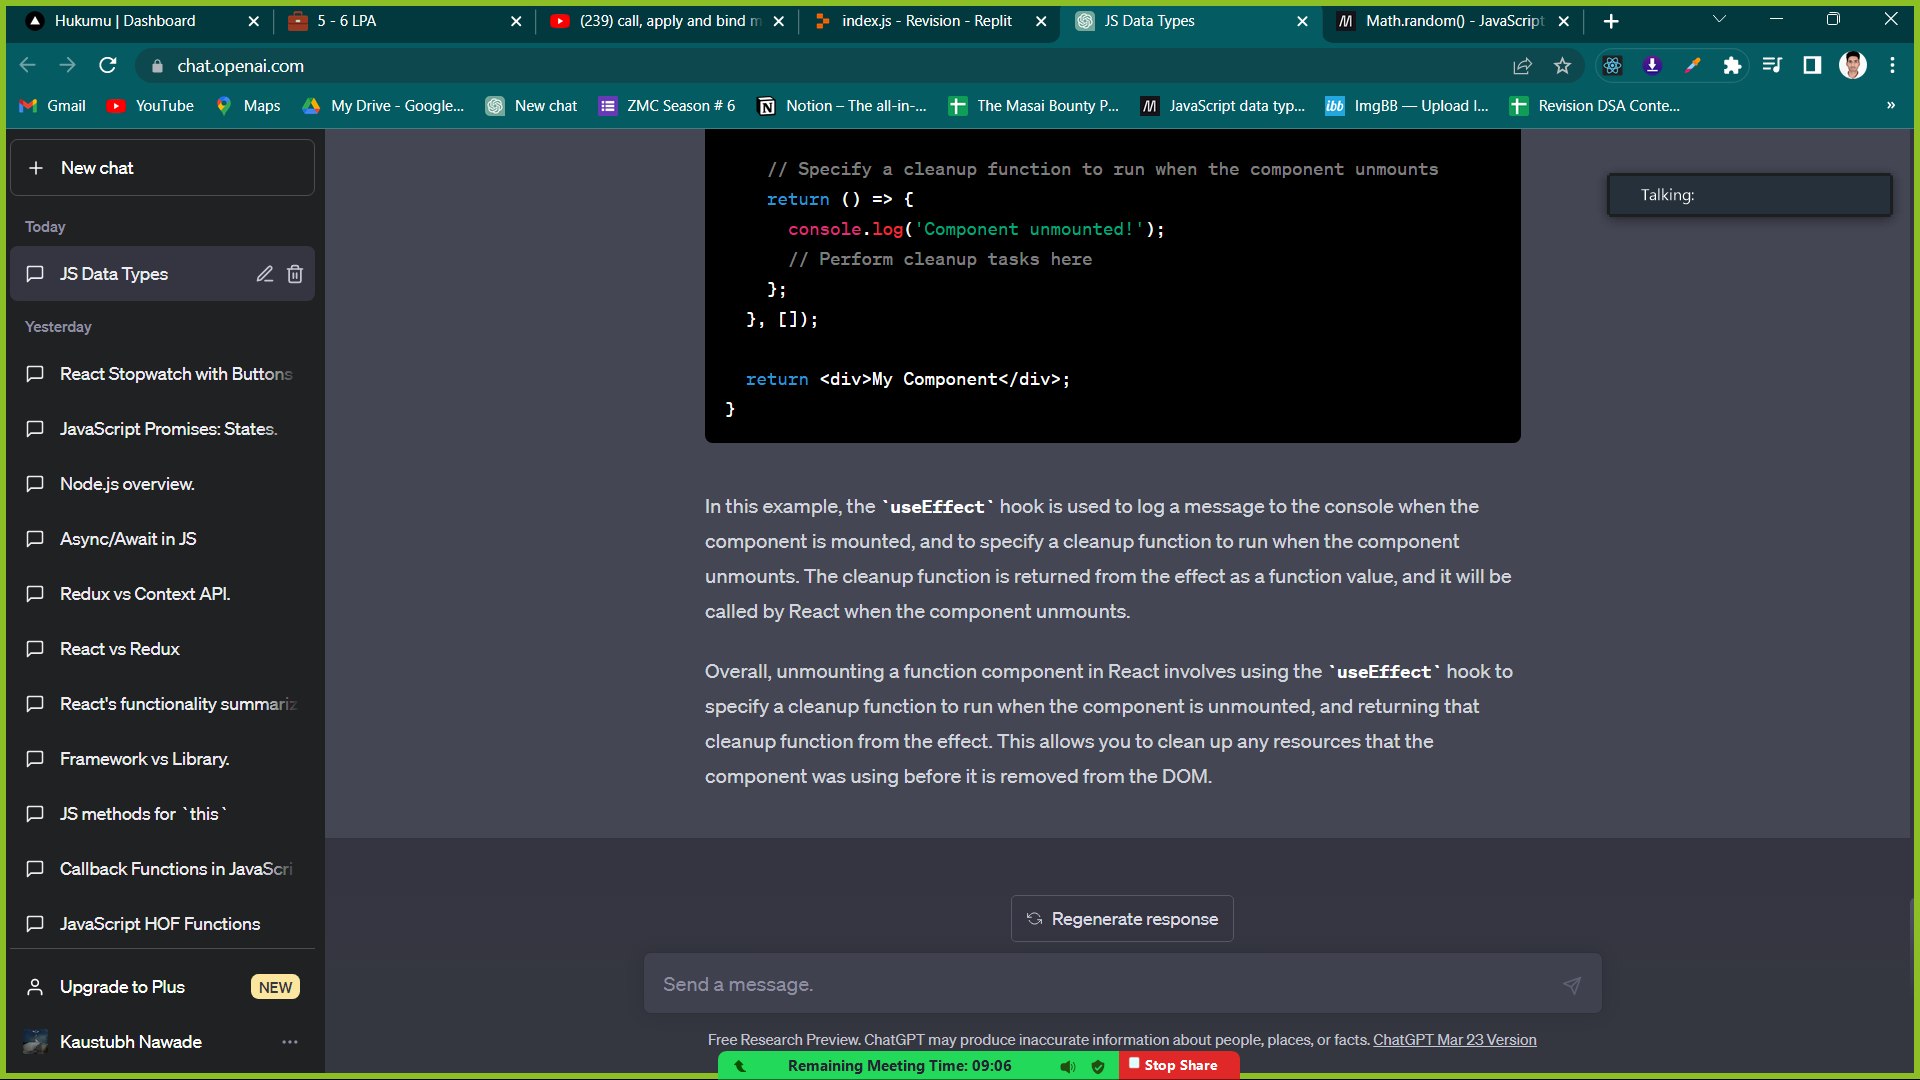 Hukumu | Dashboard
5 - 6 LPA
(239) call, apply and bind m
index.js - Revision - Replit
JS Data Types
Math.random() - JavaScript
chat.openai.com
Gmail
YouTube
Maps
My Drive - Google...
New chat
ZMC Season # 6
Notion – The all-in-...
The Masai Bounty P...
JavaScript data typ...
ibb ImgBB — Upload I...
Revision DSA Conte...
»
New chat
Today
JS Data Types
Yesterday
React Stopwatch with Buttons
JavaScript Promises: States.
Node.js overview.
Async/Await in JS
Redux vs Context API.
React vs Redux
React's functionality summariz
Framework vs Library.
JS methods for `this`
Callback Functions in JavaScri
JavaScript HOF Functions
Upgrade to Plus NEW
Kaustubh Nawade
// Specify a cleanup function to run when the component unmounts
return () => {
console.log('Component unmounted!');
// Perform cleanup tasks here
};
}, []);
return <div>My Component</div>;
}
In this example, the `useEffect` hook is used to log a message to the console when the
component is mounted, and to specify a cleanup function to run when the component
unmounts. The cleanup function is returned from the effect as a function value, and it will be
called by React when the component unmounts.
Overall, unmounting a function component in React involves using the `useEffect` hook to
specify a cleanup function to run when the component is unmounted, and returning that
cleanup function from the effect. This allows you to clean up any resources that the
component was using before it is removed from the DOM.
Talking:
Regenerate response
Send a message.
Free Research Preview. ChatGPT may produce inaccurate information about people, places, or facts. ChatGPT Mar 23 Version
Remaining Meeting Time: 09:06
Stop Share